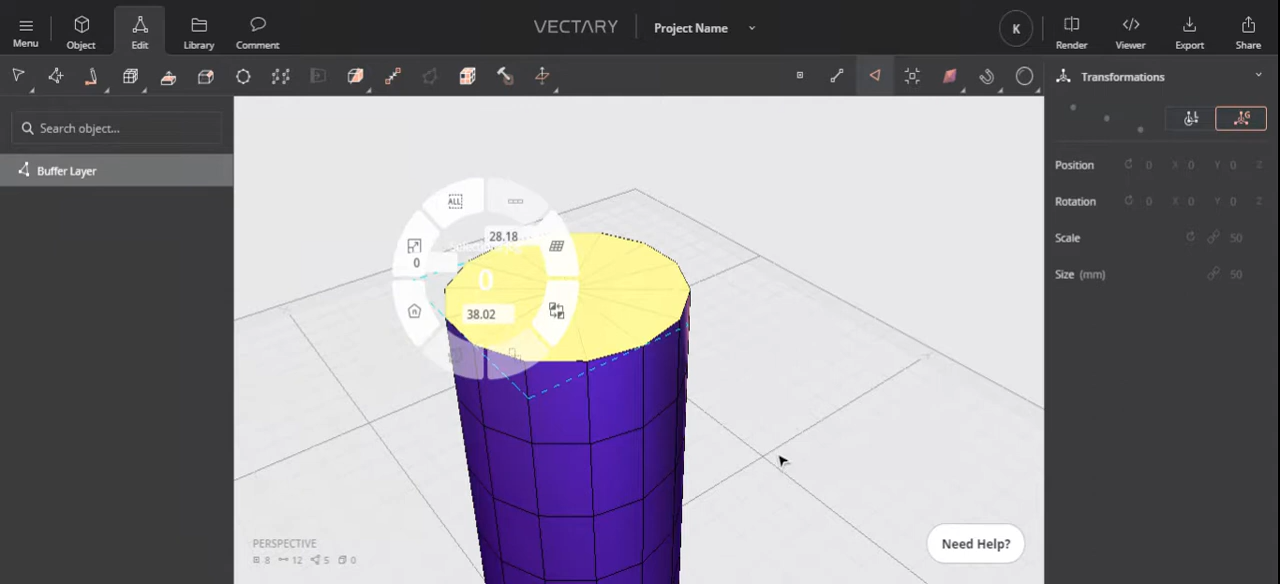 Menu
Object
Edit
Library
Comment
VECTARY
Project Name
K
Render
Viewer
Export
Share
Search object...
Buffer Layer
Transformations
L
G
Position 0 X 0 Y 0 Z
Rotation 0 X 0 Y 0 Z
Scale 50
Size (mm) 50
ALL
28.18
0
0
38.02
PERSPECTIVE
8 12 5 0
Need Help?